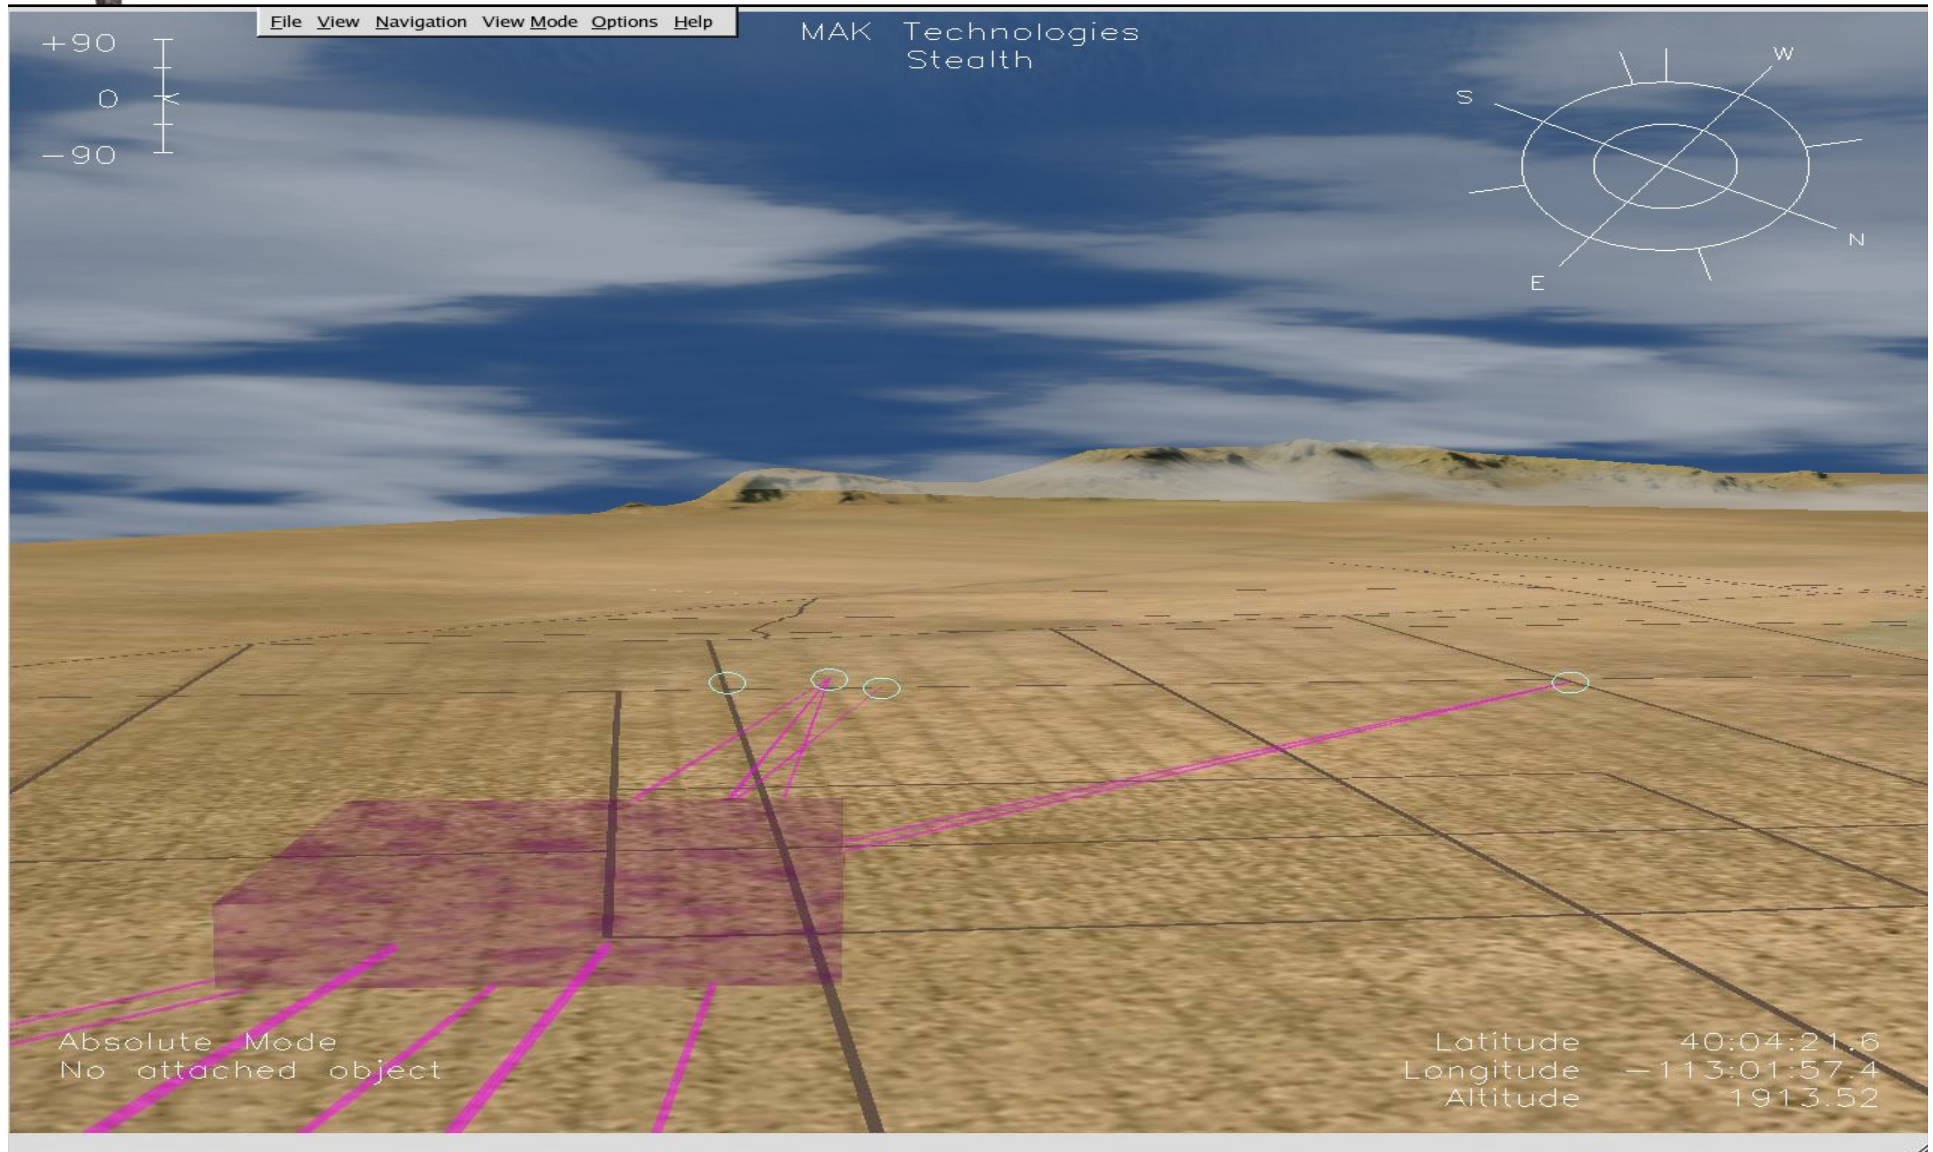 File View Navigation View Mode Options Help
MAK Technologies
Stealth
+90
0
-90
W
S
N
E
Absolute Mode
No attached object
Latitude 40:04:21.6
Longitude -113:01:57.4
Altitude 1913.52